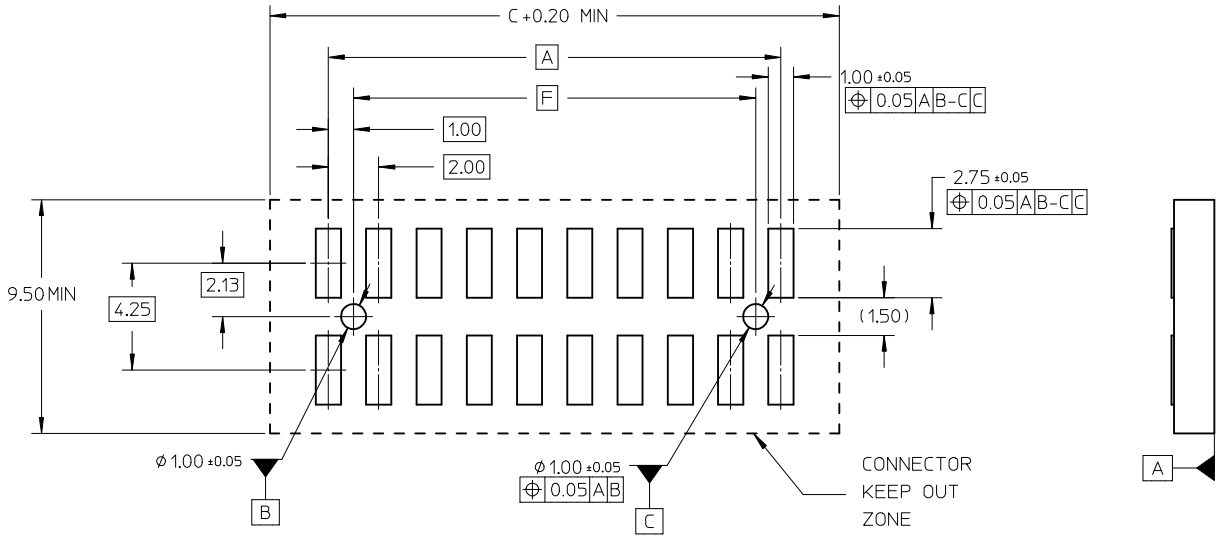 C+0.20 MIN
A
F
1.00 ±0.05
⌖ 0.05 A B-C C
1.00
2.00
2.75 ±0.05
⌖ 0.05 A B-C C
9.50 MIN
2.13
4.25
(1.50)
Ø 1.00 ±0.05
B
Ø 1.00 ±0.05
⌖ 0.05 A B
C
CONNECTOR
KEEP OUT
ZONE
A